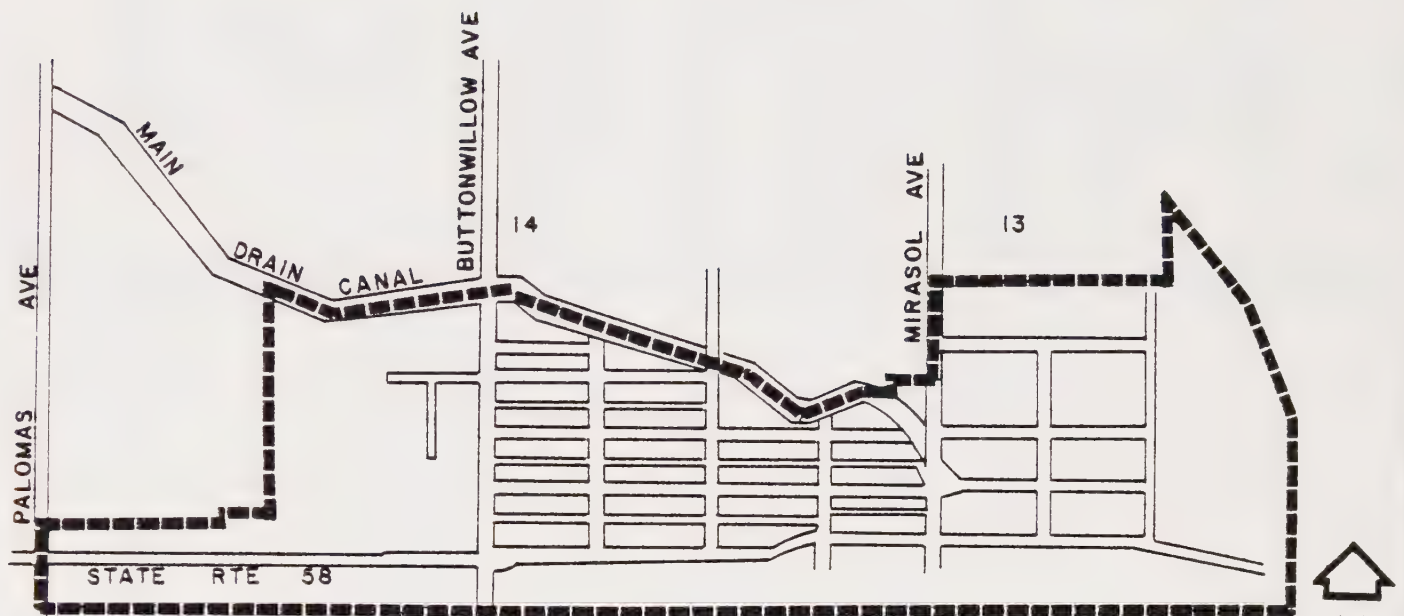 BUTTONWILLOW AVE
MAIN
DRAIN
CANAL
14
MIRASOL AVE
13
PALOMAS AVE
STATE RTE 58